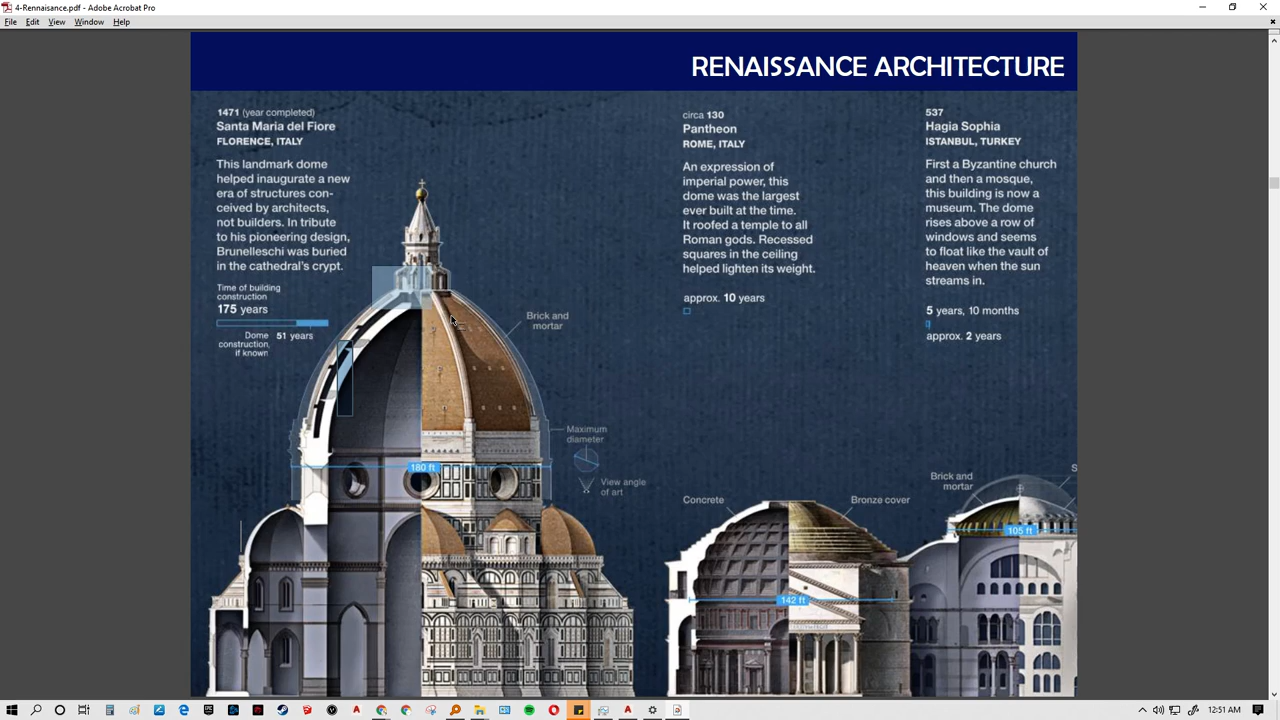 4-Rennaisance.pdf - Adobe Acrobat Pro
File Edit View Window Help
RENAISSANCE ARCHITECTURE
1471 (year completed)
Santa Maria del Fiore
FLORENCE, ITALY
This landmark dome
helped inaugurate a new
era of structures con-
ceived by architects,
not builders. In tribute
to his pioneering design,
Brunelleschi was buried
in the cathedral's crypt.
Time of building
construction
175 years
Dome
construction,
if known
51 years
Brick and
mortar
Maximum
diameter
180 ft
View angle
of art
circa 130
Pantheon
ROME, ITALY
An expression of
imperial power, this
dome was the largest
ever built at the time.
It roofed a temple to all
Roman gods. Recessed
squares in the ceiling
helped lighten its weight.
approx. 10 years
Concrete
Bronze cover
142 ft
537
Hagia Sophia
ISTANBUL, TURKEY
First a Byzantine church
and then a mosque,
this building is now a
museum. The dome
rises above a row of
windows and seems
to float like the vault of
heaven when the sun
streams in.
5 years, 10 months
approx. 2 years
Brick and
mortar
S
105 ft
12:51 AM